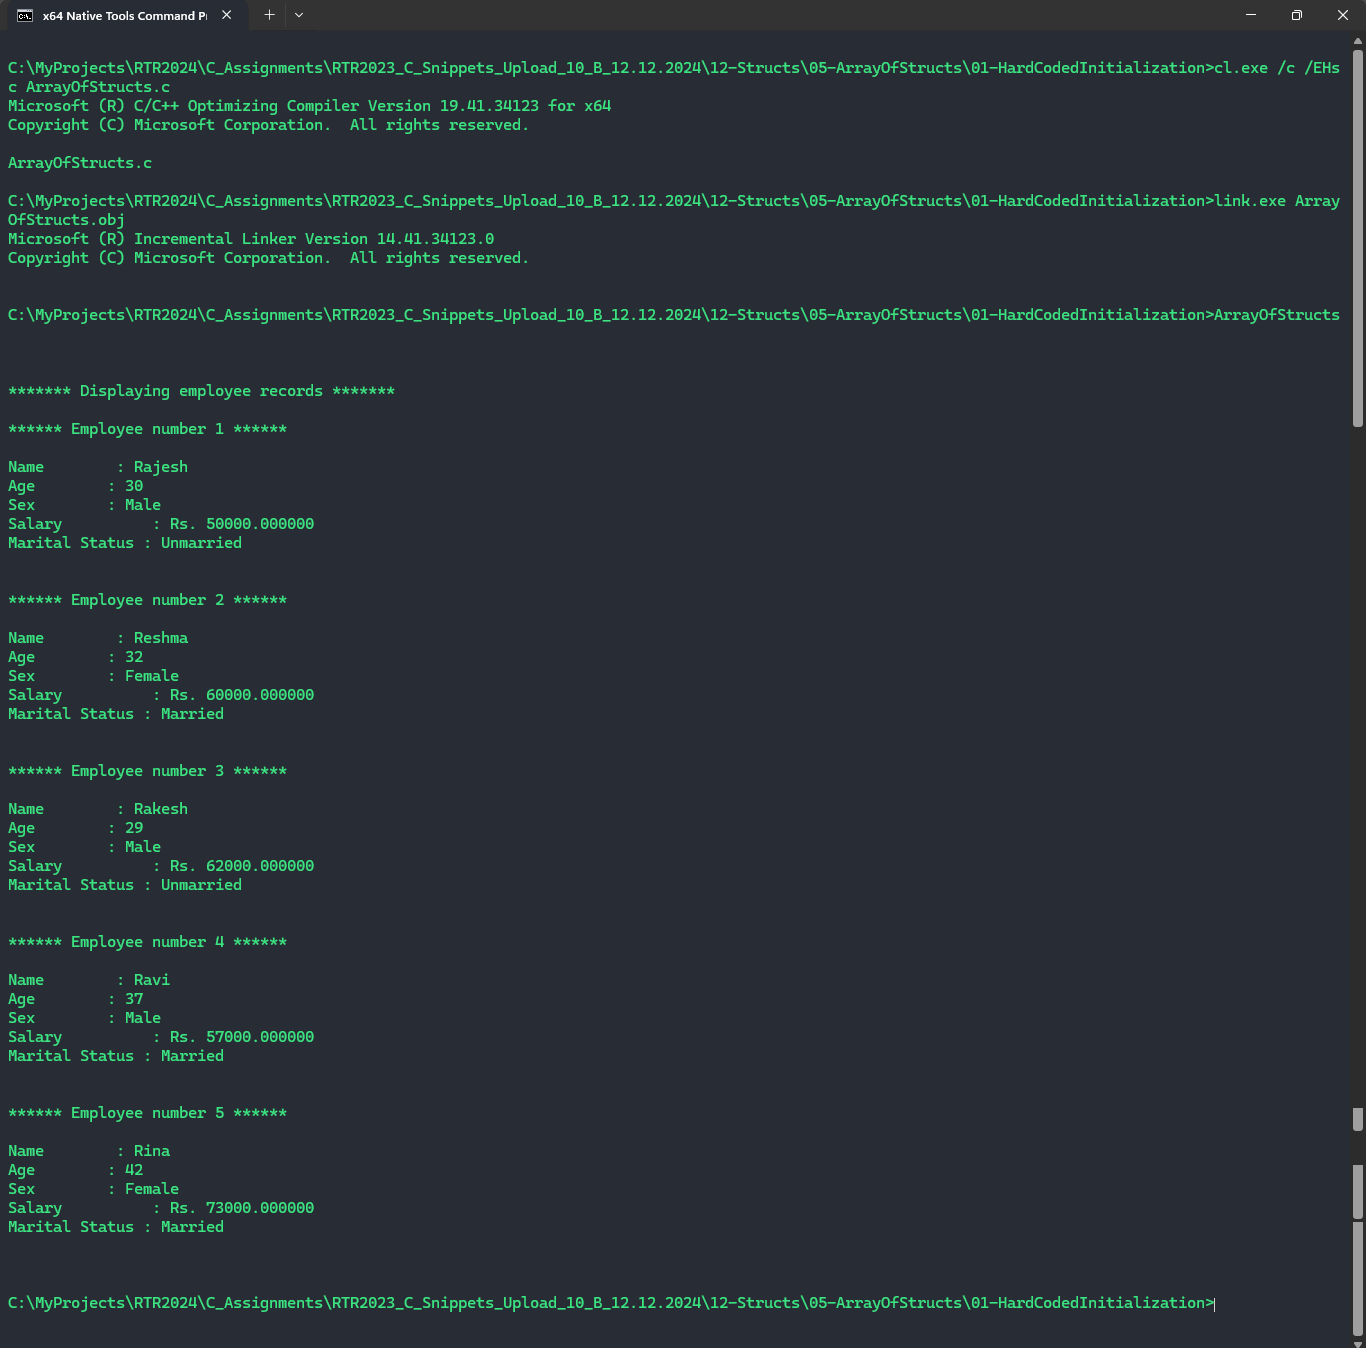 x64 Native Tools Command P
C:\MyProjects\RTR2024\C_Assignments\RTR2023_C_Snippets_Upload_10_B_12.12.2024\12-Structs\05-ArrayOfStructs\01-HardCodedInitialization>cl.exe /c /EHs
c ArrayOfStructs.c
Microsoft (R) C/C++ Optimizing Compiler Version 19.41.34123 for x64
Copyright (C) Microsoft Corporation.  All rights reserved.
ArrayOfStructs.c
C:\MyProjects\RTR2024\C_Assignments\RTR2023_C_Snippets_Upload_10_B_12.12.2024\12-Structs\05-ArrayOfStructs\01-HardCodedInitialization>link.exe Array
OfStructs.obj
Microsoft (R) Incremental Linker Version 14.41.34123.0
Copyright (C) Microsoft Corporation.  All rights reserved.
C:\MyProjects\RTR2024\C_Assignments\RTR2023_C_Snippets_Upload_10_B_12.12.2024\12-Structs\05-ArrayOfStructs\01-HardCodedInitialization>ArrayOfStructs
******* Displaying employee records *******
****** Employee number 1 ******
Name        : Rajesh
Age        : 30
Sex        : Male
Salary          : Rs. 50000.000000
Marital Status : Unmarried
****** Employee number 2 ******
Name        : Reshma
Age        : 32
Sex        : Female
Salary          : Rs. 60000.000000
Marital Status : Married
****** Employee number 3 ******
Name        : Rakesh
Age        : 29
Sex        : Male
Salary          : Rs. 62000.000000
Marital Status : Unmarried
****** Employee number 4 ******
Name        : Ravi
Age        : 37
Sex        : Male
Salary          : Rs. 57000.000000
Marital Status : Married
****** Employee number 5 ******
Name        : Rina
Age        : 42
Sex        : Female
Salary          : Rs. 73000.000000
Marital Status : Married
C:\MyProjects\RTR2024\C_Assignments\RTR2023_C_Snippets_Upload_10_B_12.12.2024\12-Structs\05-ArrayOfStructs\01-HardCodedInitialization>